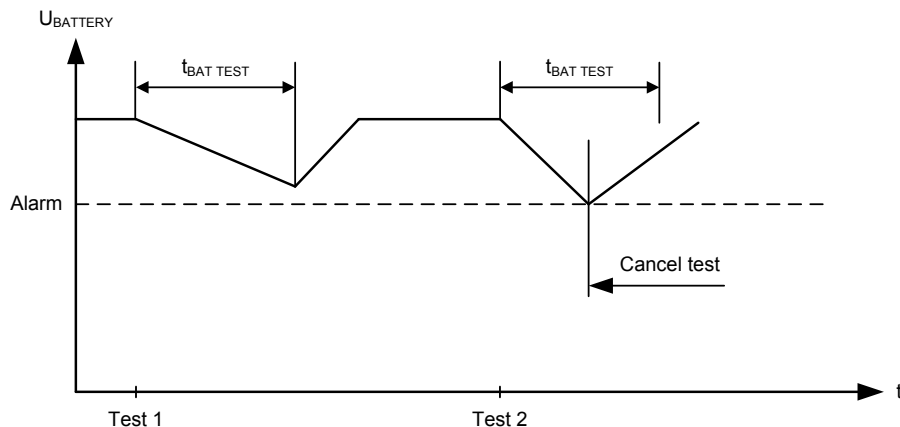 UBATTERY
tBAT TEST
tBAT TEST
Alarm
Cancel test
t
Test 1
Test 2